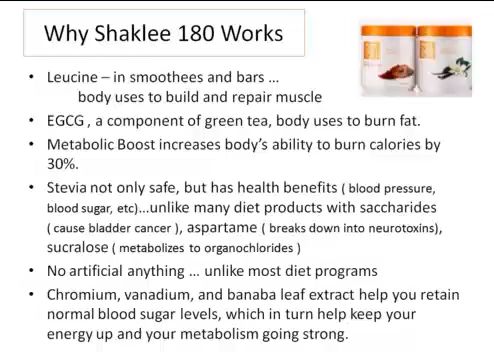 Why Shaklee 180 Works
• Leucine – in smoothees and bars ...
body uses to build and repair muscle
• EGCG , a component of green tea, body uses to burn fat.
• Metabolic Boost increases body's ability to burn calories by
30%.
• Stevia not only safe, but has health benefits ( blood pressure,
blood sugar, etc)...unlike many diet products with saccharides
( cause bladder cancer ), aspartame ( breaks down into neurotoxins),
sucralose ( metabolizes to organochlorides )
• No artificial anything ... unlike most diet programs
• Chromium, vanadium, and banaba leaf extract help you retain
normal blood sugar levels, which in turn help keep your
energy up and your metabolism going strong.